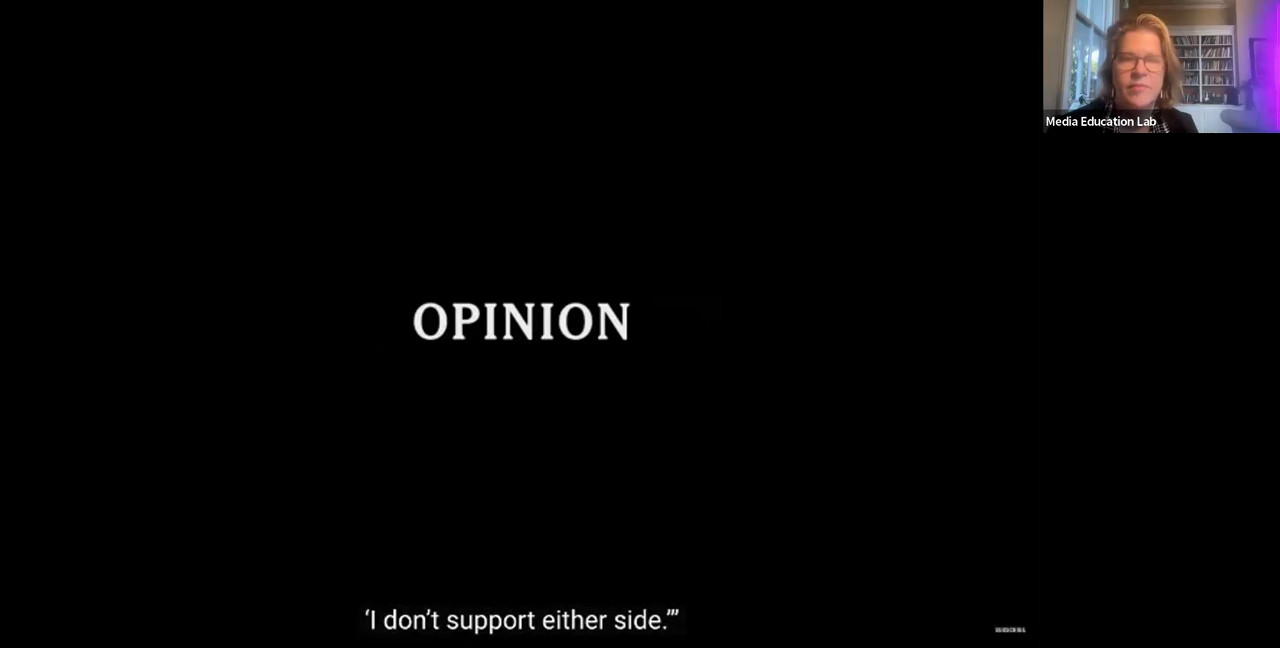 Media Education Lab
OPINION
‘I don’t support either side.’”